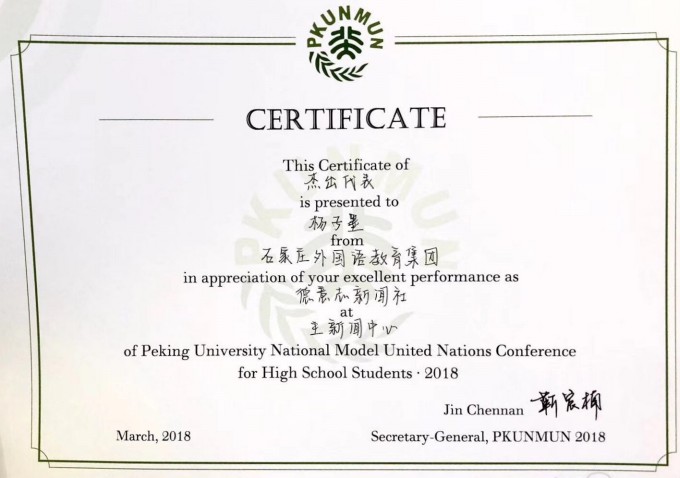 PKUNMUN
CERTIFICATE
This Certificate of
杰出代表
is presented to
杨子墨
from
石家庄外国语教育集团
in appreciation of your excellent performance as
德意志新闻社
at
主新闻中心
of Peking University National Model United Nations Conference
for High School Students · 2018
Jin Chennan 靳宸楠
March, 2018
Secretary-General, PKUNMUN 2018